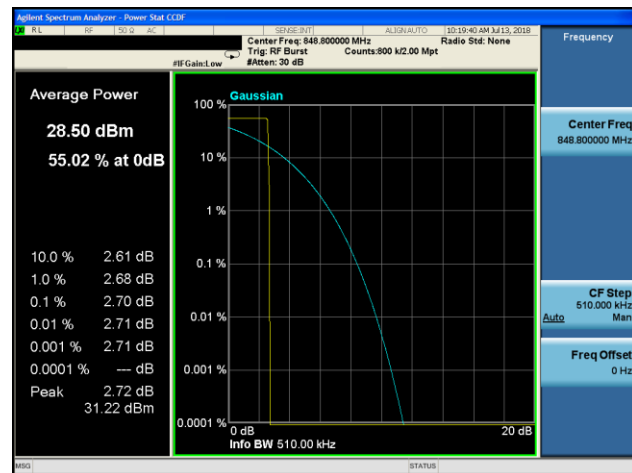 Agilent Spectrum Analyzer - Power Stat CCDF
RL RF 50 Ω AC SENSE:INT ALIGNAUTO 10:19:40 AM Jul 13, 2018
Center Freq: 848.800000 MHz Radio Std: None
Trig: RF Burst Counts:800 k/2.00 Mpt
#IFGain:Low #Atten: 30 dB
Frequency
Average Power
28.50 dBm
55.02 % at 0dB
10.0 % 2.61 dB
1.0 % 2.68 dB
0.1 % 2.70 dB
0.01 % 2.71 dB
0.001 % 2.71 dB
0.0001 % --- dB
Peak 2.72 dB
31.22 dBm
Gaussian
100 %
10 %
1 %
0.1 %
0.01 %
0.001 %
0.0001 %
0 dB 20 dB
Info BW 510.00 kHz
Center Freq
848.800000 MHz
CF Step
510.000 kHz
Auto Man
Freq Offset
0 Hz
MSG STATUS